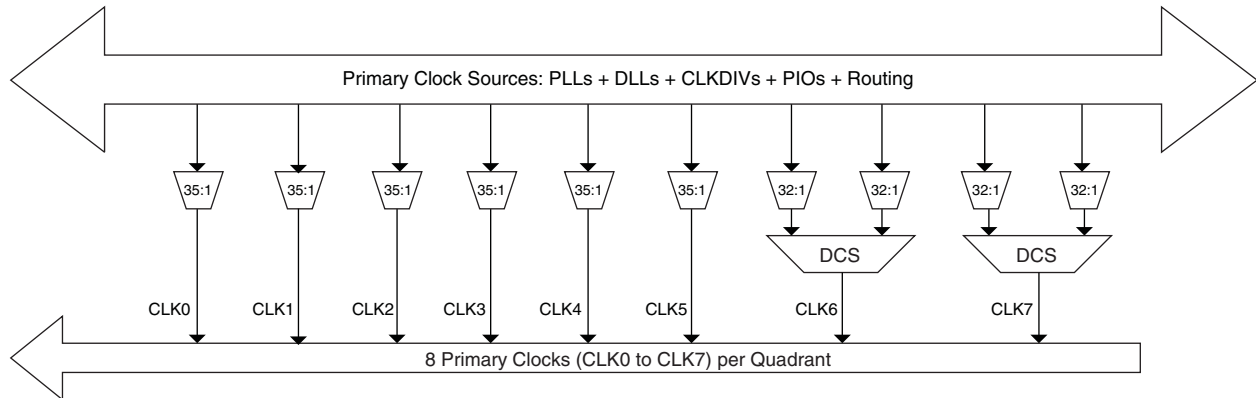 Primary Clock Sources: PLLs + DLLs + CLKDIVs + PIOs + Routing
35:1
35:1
35:1
35:1
35:1
35:1
32:1
32:1
32:1
32:1
DCS
DCS
CLK0
CLK1
CLK2
CLK3
CLK4
CLK5
CLK6
CLK7
8 Primary Clocks (CLK0 to CLK7) per Quadrant